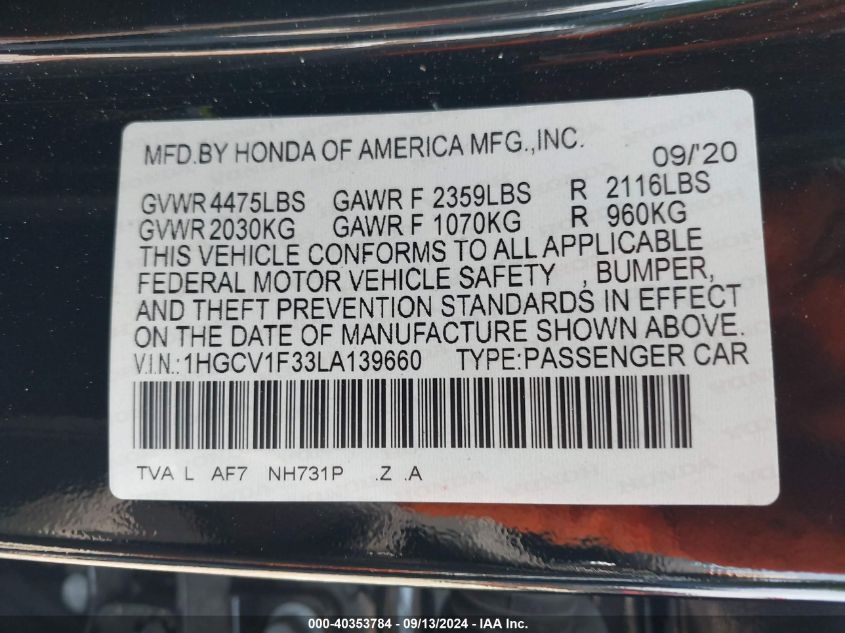 MFD.BY HONDA OF AMERICA MFG.,INC. 09/'20
GVWR 4475LBS GAWR F 2359LBS R 2116LBS
GVWR 2030KG GAWR F 1070KG R 960KG
THIS VEHICLE CONFORMS TO ALL APPLICABLE
FEDERAL MOTOR VEHICLE SAFETY , BUMPER,
AND THEFT PREVENTION STANDARDS IN EFFECT
ON THE DATE OF MANUFACTURE SHOWN ABOVE.
V.I.N.: 1HGCV1F33LA139660 TYPE:PASSENGER CAR
TVA L AF7 NH731P .Z .A
000-40353784 - 09/13/2024 - IAA Inc.